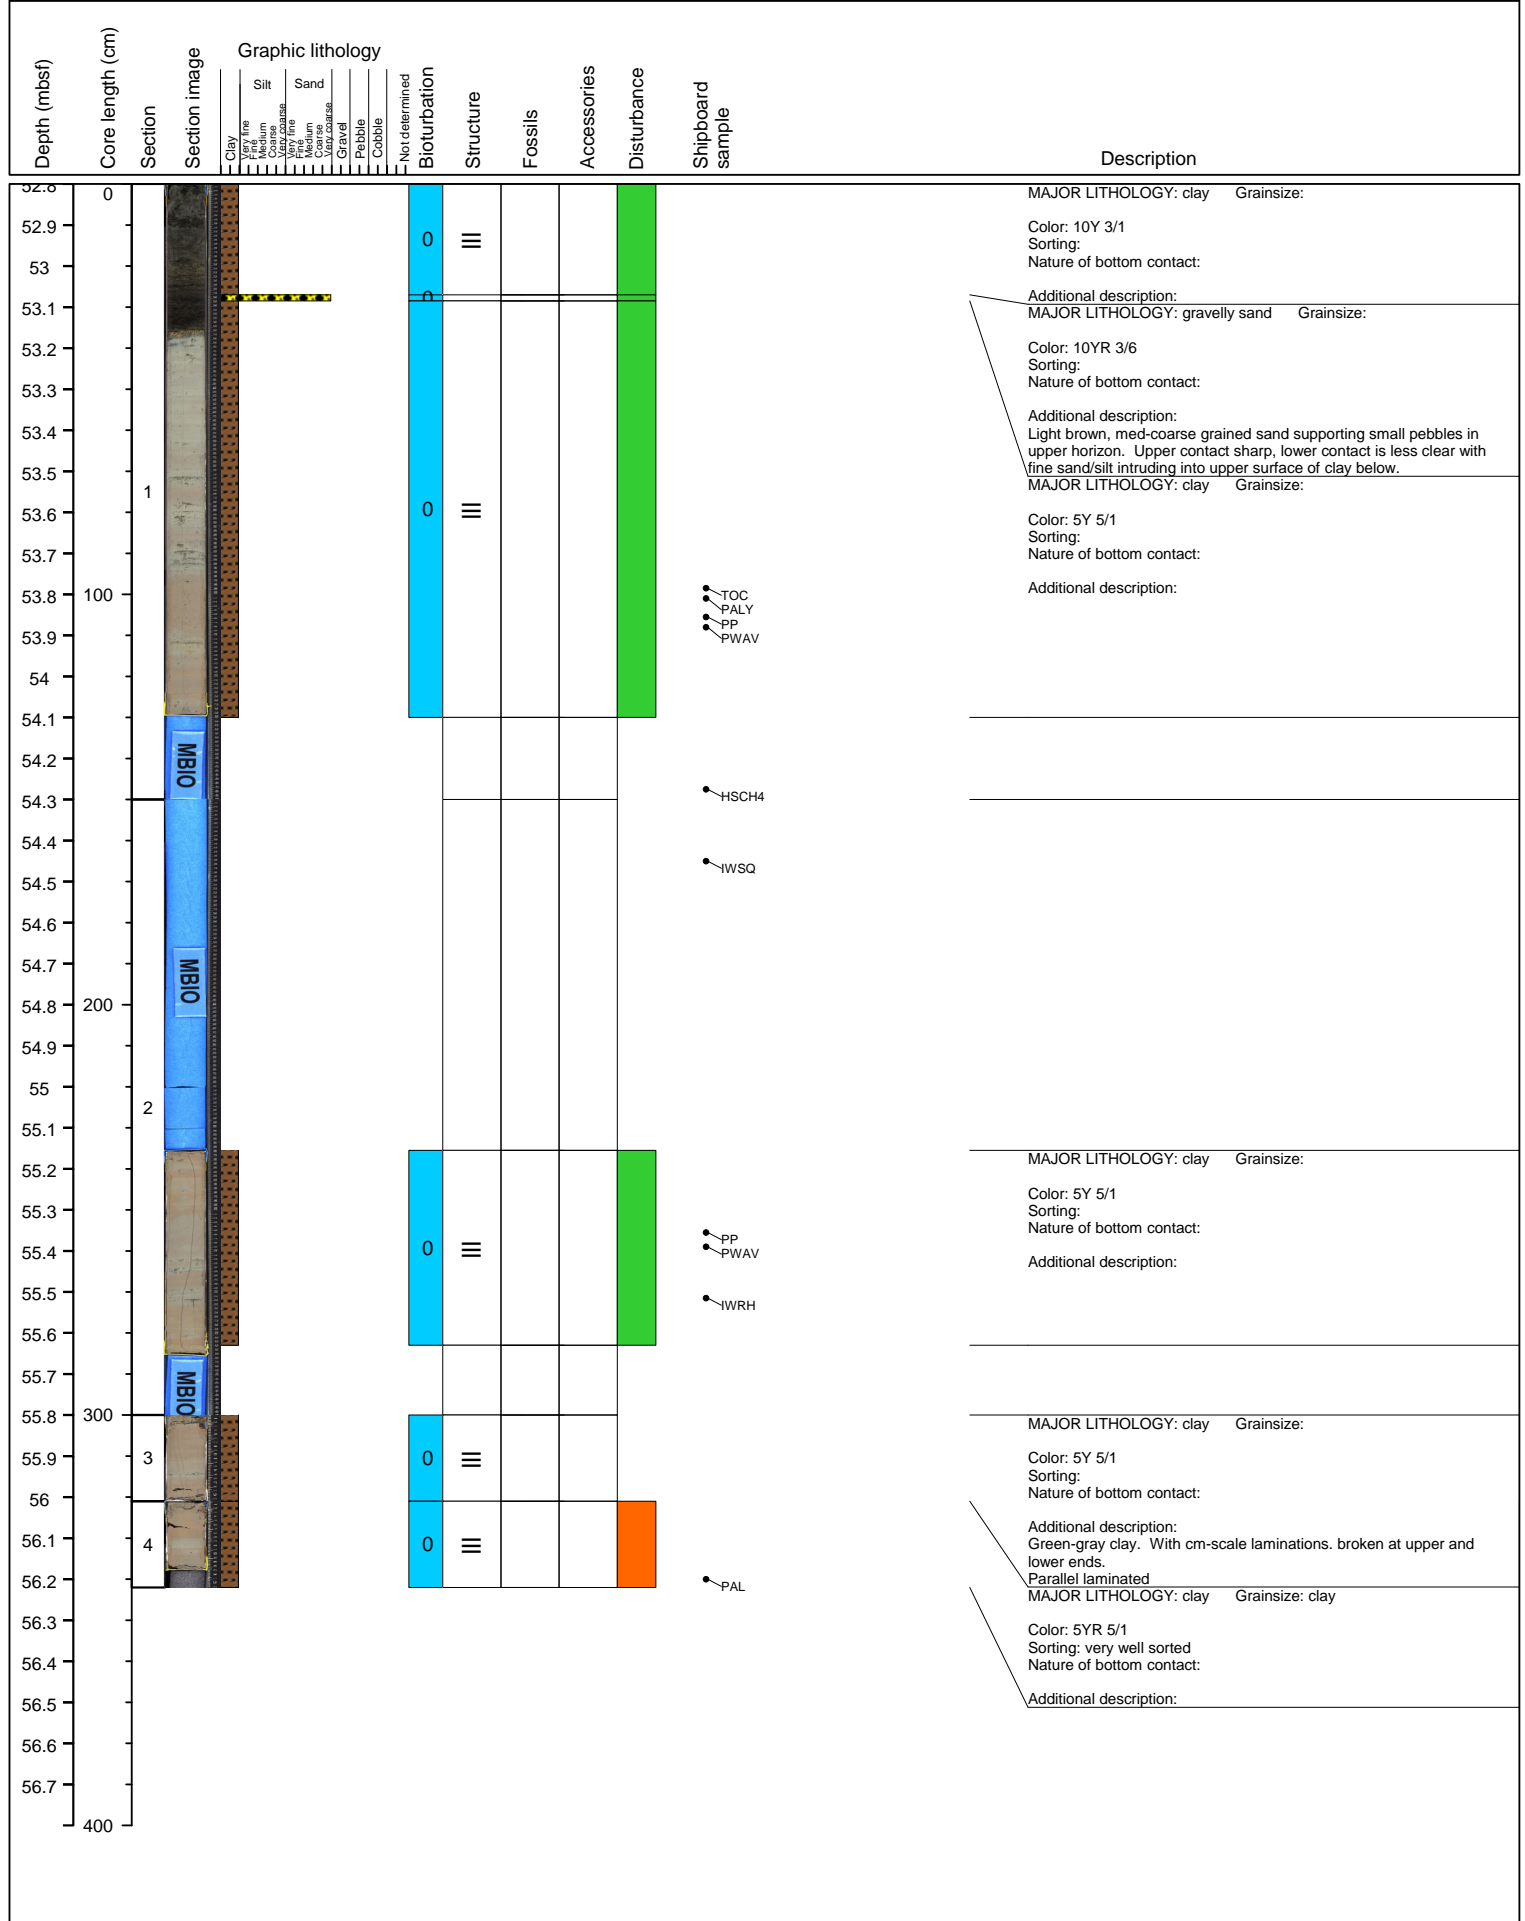 Depth (mbsf)
Core length (cm)
Section
Section image
Graphic lithology
Clay
Silt
Very fine
Fine
Medium
Coarse
Very coarse
Sand
Very fine
Fine
Medium
Coarse
Very coarse
Gravel
Pebble
Cobble
Not determined
Bioturbation
Structure
Fossils
Accessories
Disturbance
Shipboard
sample
Description
52.8
52.9
53
53.1
53.2
53.3
53.4
53.5
53.6
53.7
53.8
53.9
54
54.1
54.2
54.3
54.4
54.5
54.6
54.7
54.8
54.9
55
55.1
55.2
55.3
55.4
55.5
55.6
55.7
55.8
55.9
56
56.1
56.2
56.3
56.4
56.5
56.6
56.7
0
100
200
300
400
1
2
3
4
MBIO
MBIO
MBIO
0
0
0
0
0
0
TOC
PALY
PP
PWAV
HSCH4
IWSQ
PP
PWAV
IWRH
PAL
MAJOR LITHOLOGY: clay Grainsize:
Color: 10Y 3/1
Sorting:
Nature of bottom contact:
Additional description:
MAJOR LITHOLOGY: gravelly sand Grainsize:
Color: 10YR 3/6
Sorting:
Nature of bottom contact:
Additional description:
Light brown, med-coarse grained sand supporting small pebbles in
upper horizon. Upper contact sharp, lower contact is less clear with
fine sand/silt intruding into upper surface of clay below.
MAJOR LITHOLOGY: clay Grainsize:
Color: 5Y 5/1
Sorting:
Nature of bottom contact:
Additional description:
MAJOR LITHOLOGY: clay Grainsize:
Color: 5Y 5/1
Sorting:
Nature of bottom contact:
Additional description:
MAJOR LITHOLOGY: clay Grainsize:
Color: 5Y 5/1
Sorting:
Nature of bottom contact:
Additional description:
Green-gray clay. With cm-scale laminations. broken at upper and
lower ends.
Parallel laminated
MAJOR LITHOLOGY: clay Grainsize: clay
Color: 5YR 5/1
Sorting: very well sorted
Nature of bottom contact:
Additional description: